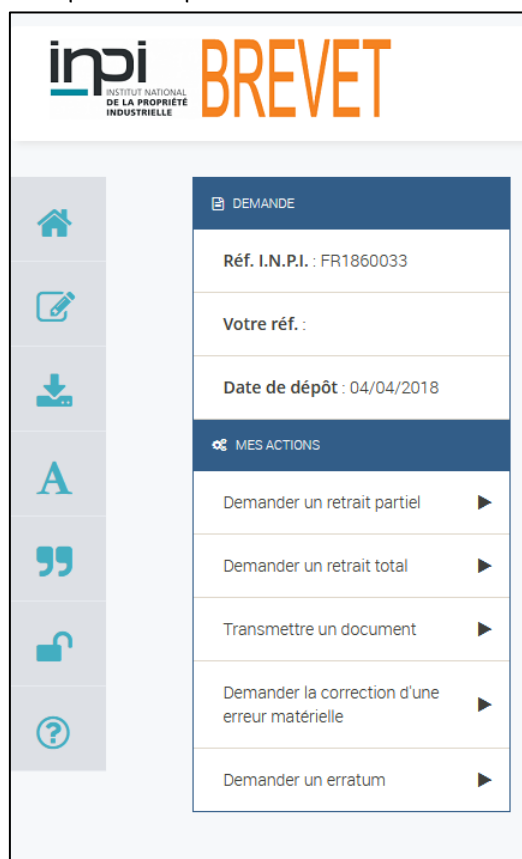 inpi
BREVET
INSTITUT NATIONAL
DE LA PROPRIÉTÉ
INDUSTRIELLE
DEMANDE
Réf. I.N.P.I. : FR1860033
Votre réf. :
Date de dépôt : 04/04/2018
MES ACTIONS
Demander un retrait partiel
Demander un retrait total
Transmettre un document
Demander la correction d'une
erreur matérielle
Demander un erratum